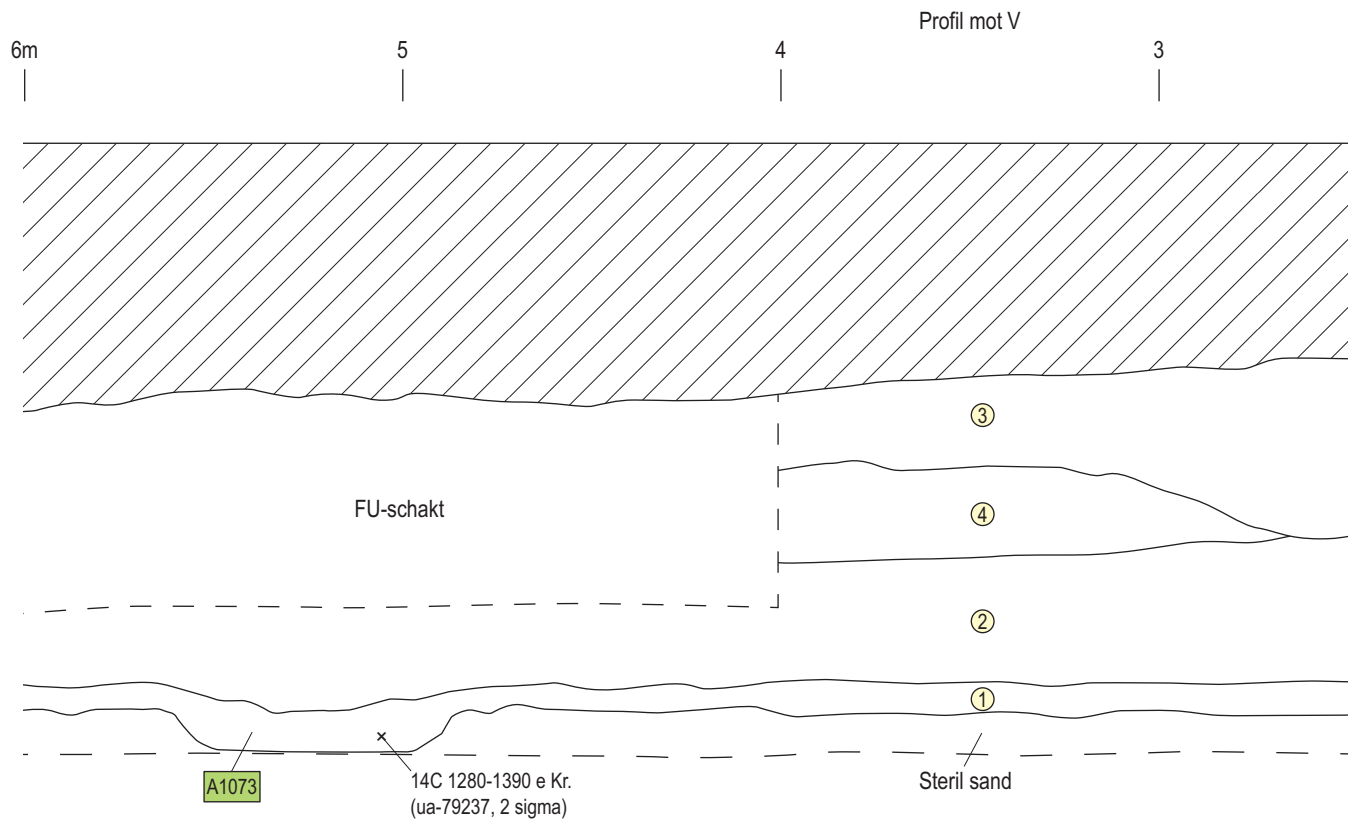 Profil mot V
6m 5 4 3
3
FU-schakt
4
2
1
A1073
14C 1280-1390 e Kr.
(ua-79237, 2 sigma)
Steril sand